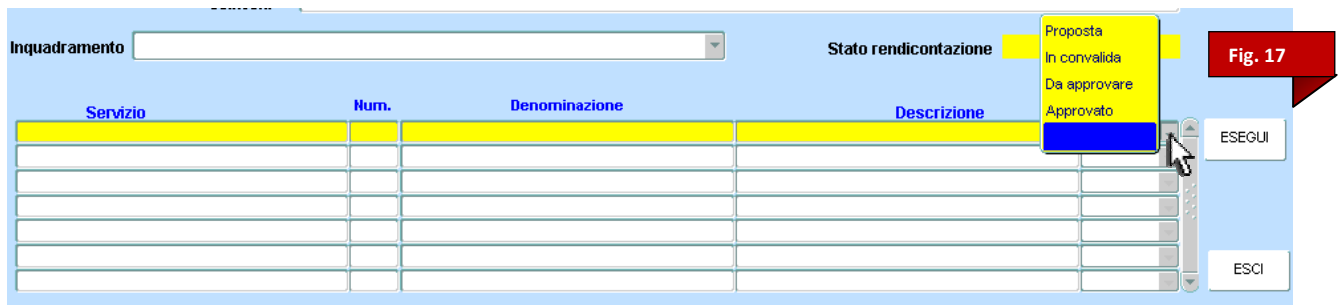 Inquadramento
Stato rendicontazione
Proposta
In convalida
Da approvare
Approvato
Fig. 17
Servizio Num. Denominazione Descrizione
ESEGUI
ESCI